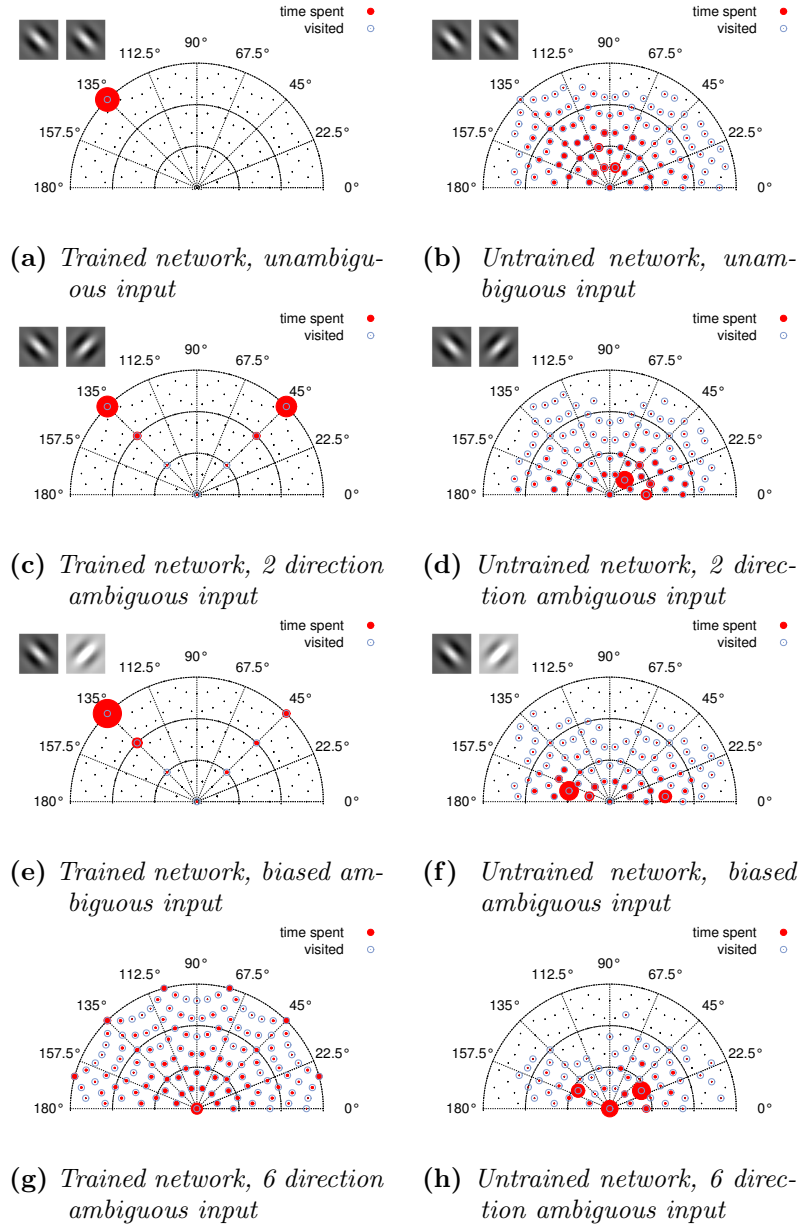 time spent
visited
90°
112.5°
67.5°
135°
45°
157.5°
22.5°
180°
0°
time spent
visited
90°
112.5°
67.5°
135°
45°
157.5°
22.5°
180°
0°
(a) Trained network, unambigu-
ous input
(b) Untrained network, unam-
biguous input
time spent
visited
90°
112.5°
67.5°
135°
45°
157.5°
22.5°
180°
0°
time spent
visited
90°
112.5°
67.5°
135°
45°
157.5°
22.5°
180°
0°
(c) Trained network, 2 direction
ambiguous input
(d) Untrained network, 2 direc-
tion ambiguous input
time spent
visited
90°
112.5°
67.5°
135°
45°
157.5°
22.5°
180°
0°
time spent
visited
90°
112.5°
67.5°
135°
45°
157.5°
22.5°
180°
0°
(e) Trained network, biased am-
biguous input
(f) Untrained network, biased
ambiguous input
time spent
visited
90°
112.5°
67.5°
135°
45°
157.5°
22.5°
180°
0°
time spent
visited
90°
112.5°
67.5°
135°
45°
157.5°
22.5°
180°
0°
(g) Trained network, 6 direction
ambiguous input
(h) Untrained network, 6 direc-
tion ambiguous input